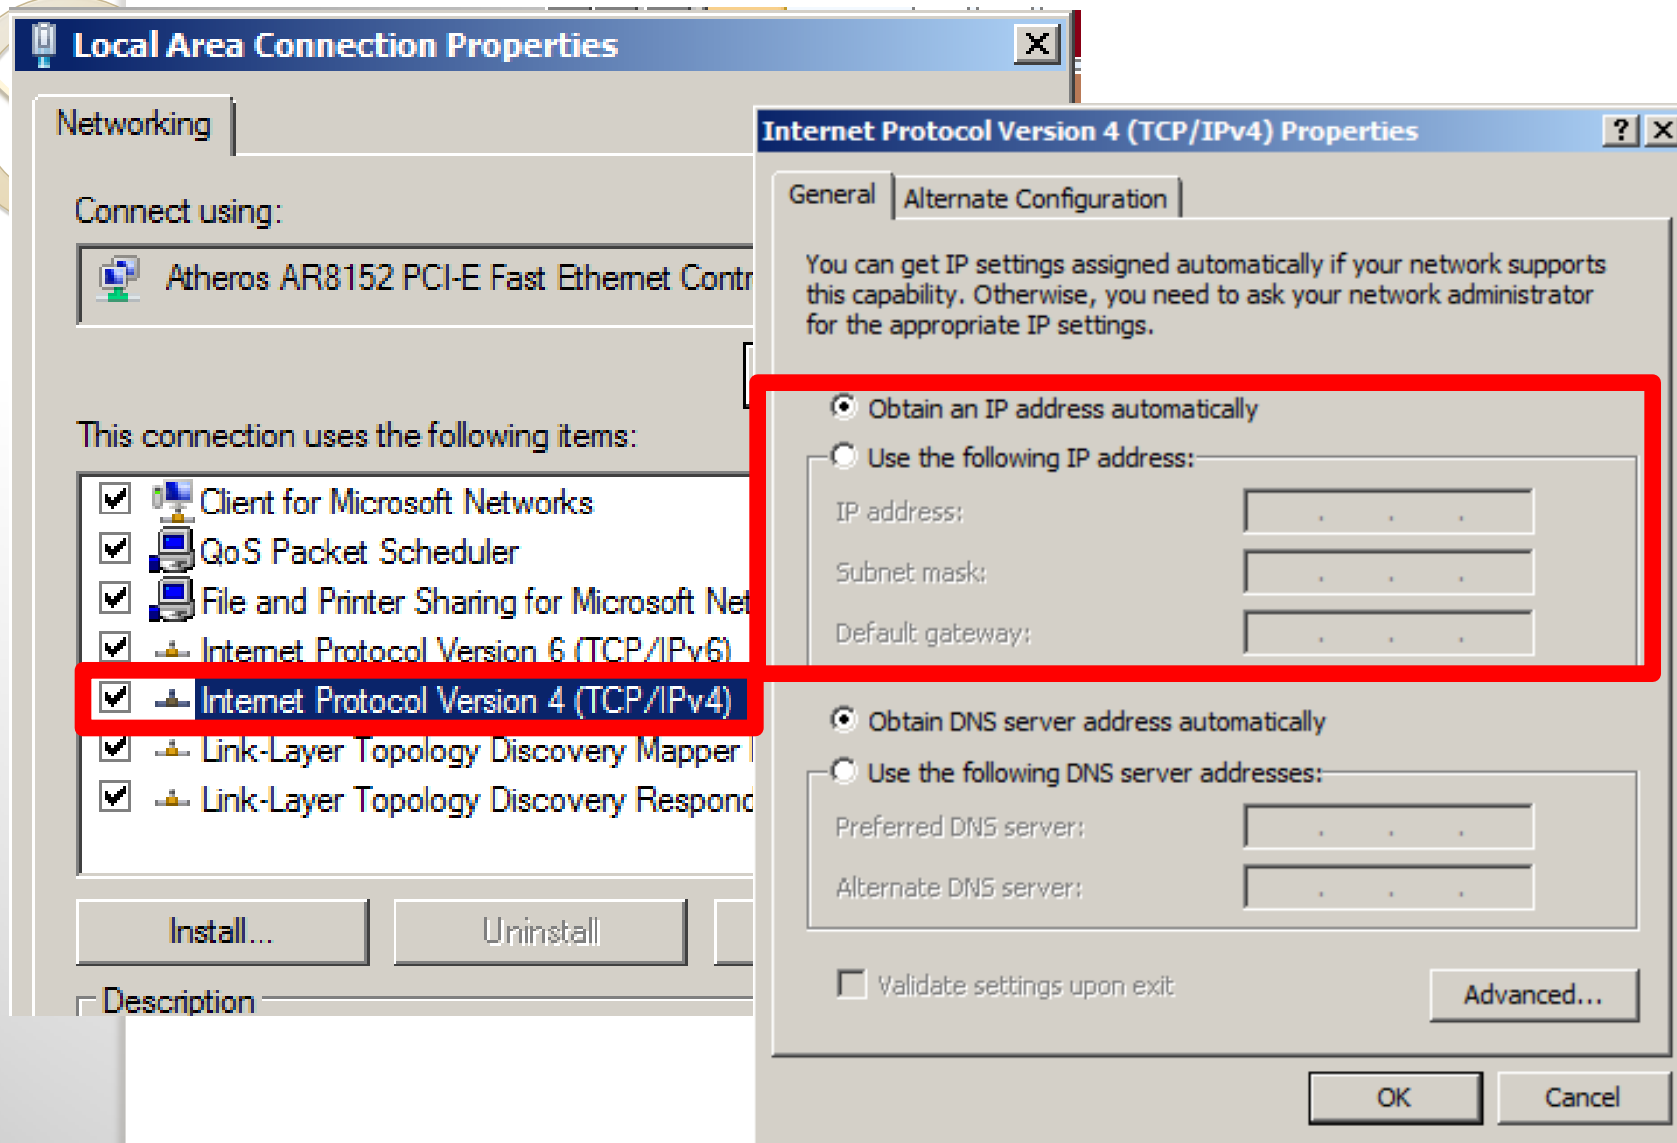 Local Area Connection Properties
Networking
Connect using:
Atheros AR8152 PCI-E Fast Ethernet Contr
This connection uses the following items:
Client for Microsoft Networks
QoS Packet Scheduler
File and Printer Sharing for Microsoft Net
Internet Protocol Version 6 (TCP/IPv6)
Internet Protocol Version 4 (TCP/IPv4)
Link-Layer Topology Discovery Mapper
Link-Layer Topology Discovery Respond
Install...
Uninstall
Description
Internet Protocol Version 4 (TCP/IPv4) Properties
General
Alternate Configuration
You can get IP settings assigned automatically if your network supports
this capability. Otherwise, you need to ask your network administrator
for the appropriate IP settings.
Obtain an IP address automatically
Use the following IP address:
IP address:
Subnet mask:
Default gateway:
Obtain DNS server address automatically
Use the following DNS server addresses:
Preferred DNS server:
Alternate DNS server:
Validate settings upon exit
Advanced...
OK
Cancel